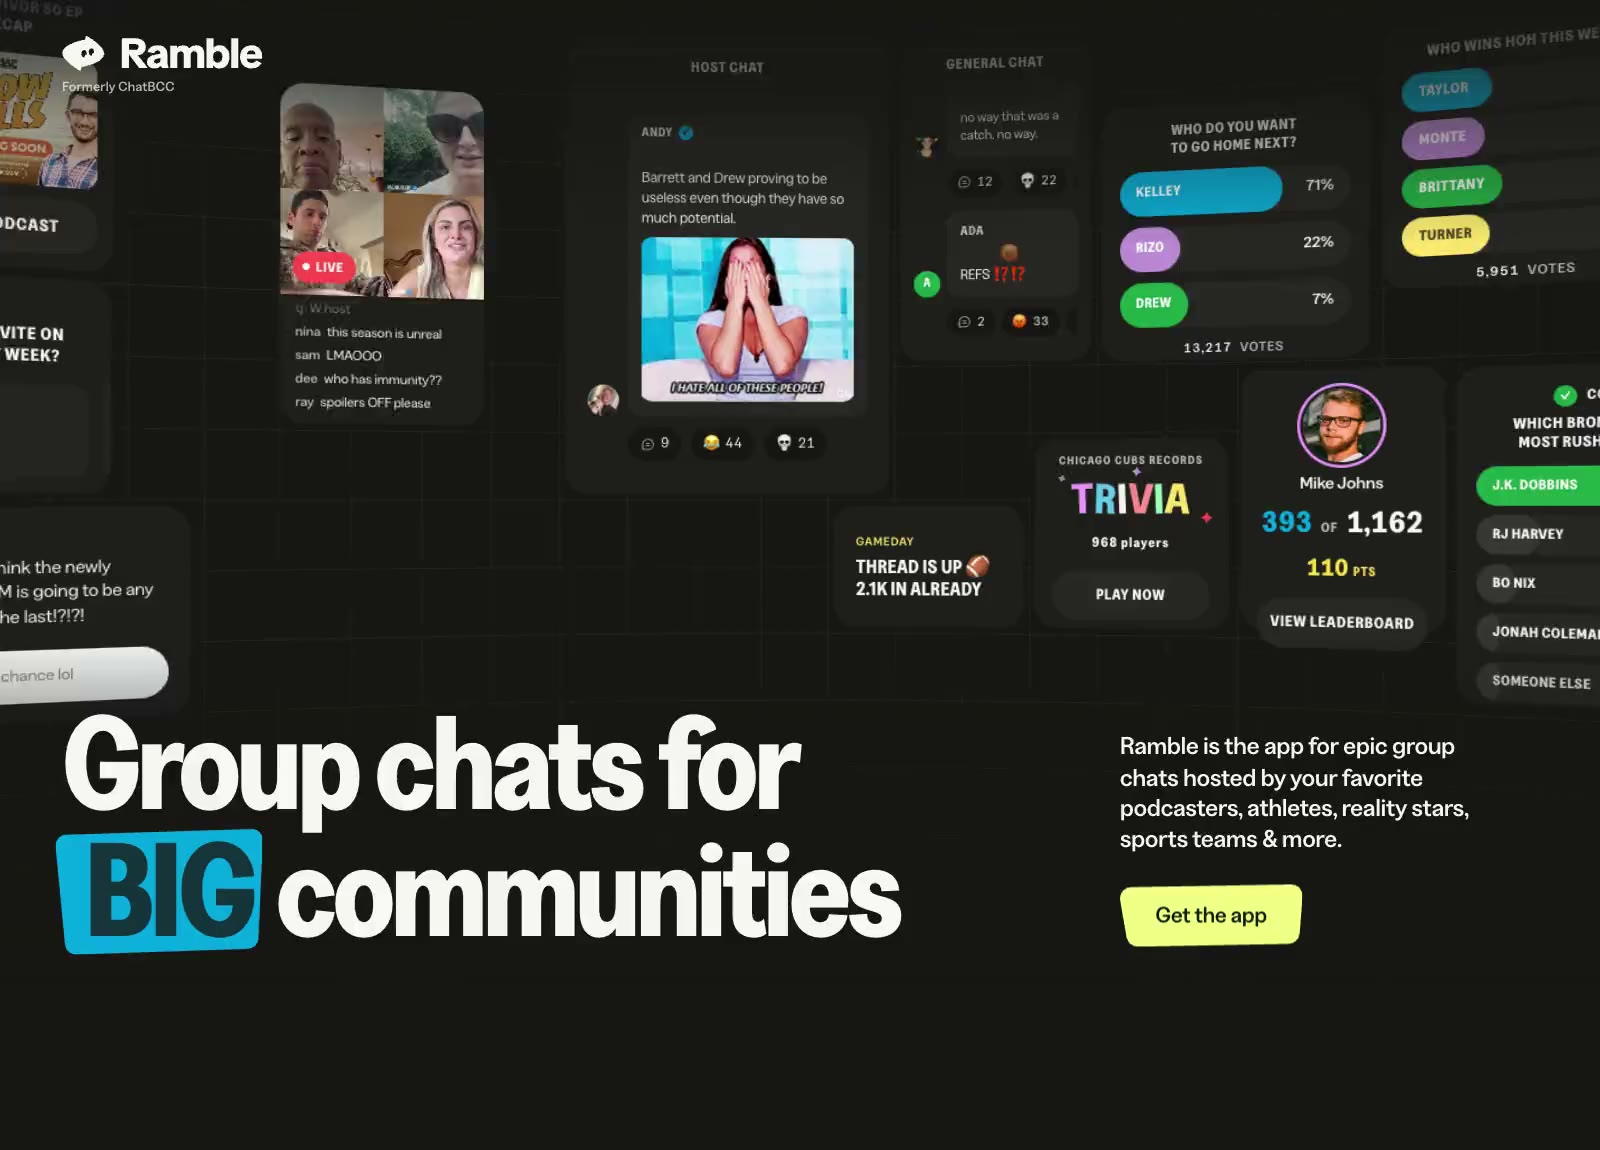 Ramble
Formerly ChatBCC
SOON
ODCAST
VITE ON
WEEK?
hink the newly
M is going to be any
he last!?!?!
chance lol
LIVE
host
nina this season is unreal
sam LMAOOO
dee who has immunity??
ray spoilers OFF please
HOST CHAT
ANDY
Barrett and Drew proving to be
useless even though they have so
much potential.
I HATE ALL OF THESE PEOPLE!
9 44 21
GENERAL CHAT
no way that was a
catch. no way.
12 22
ADA
REFS ⁉️⁉️
A
2 33
WHO DO YOU WANT
TO GO HOME NEXT?
KELLEY 71%
RIZO 22%
DREW 7%
13,217 VOTES
WHO WINS HOH THIS WE
TAYLOR
MONTE
BRITTANY
TURNER
5,951 VOTES
GAMEDAY
THREAD IS UP 🏈
2.1K IN ALREADY
CHICAGO CUBS RECORDS
TRIVIA
968 players
PLAY NOW
Mike Johns
393 OF 1,162
110 PTS
VIEW LEADERBOARD
CO
WHICH BRO
MOST RUSH
J.K. DOBBINS
RJ HARVEY
BO NIX
JONAH COLEMA
SOMEONE ELSE
Group chats for
BIG communities
Ramble is the app for epic group
chats hosted by your favorite
podcasters, athletes, reality stars,
sports teams & more.
Get the app